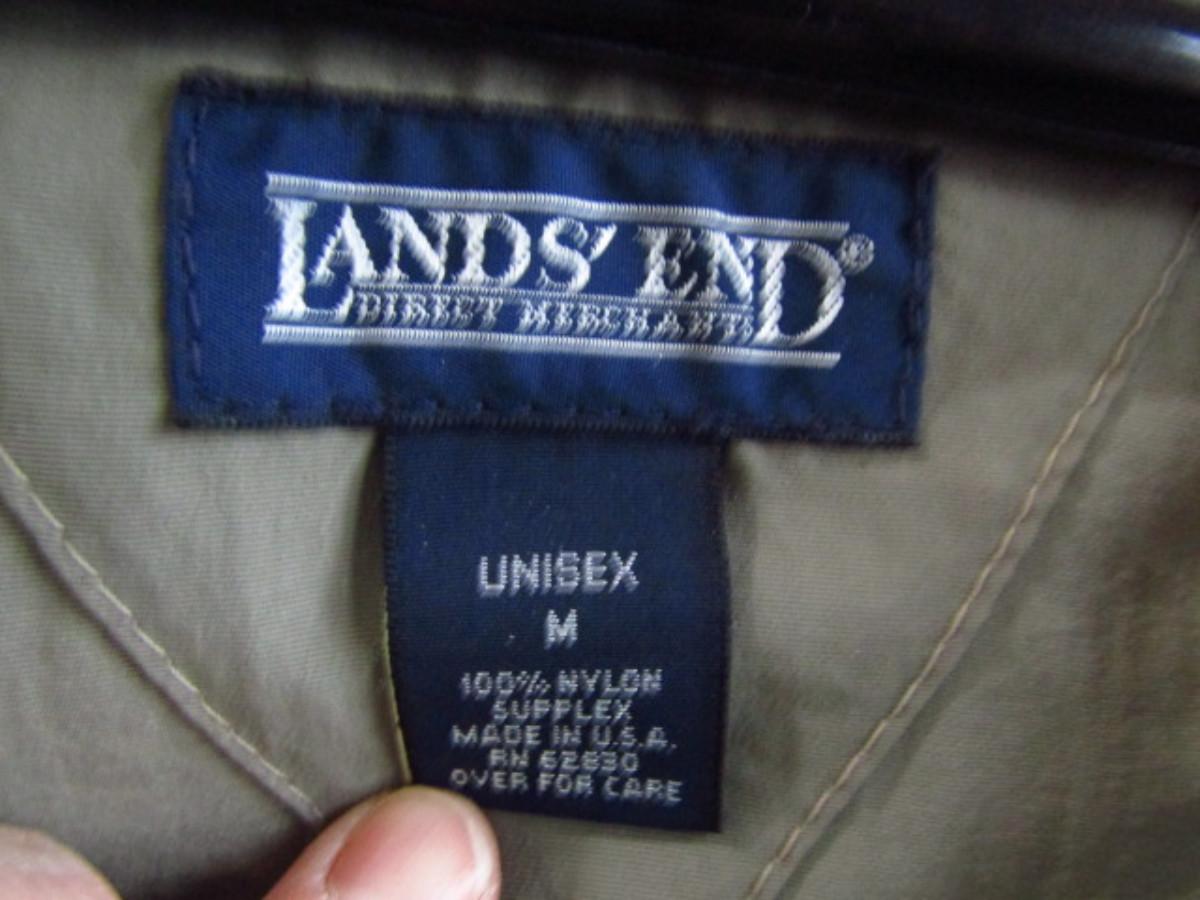 LANDS' END®
DIRECT MERCHANTS
UNISEX
M
100% NYLON
SUPPLEX
MADE IN U.S.A.
RN 62830
OVER FOR CARE